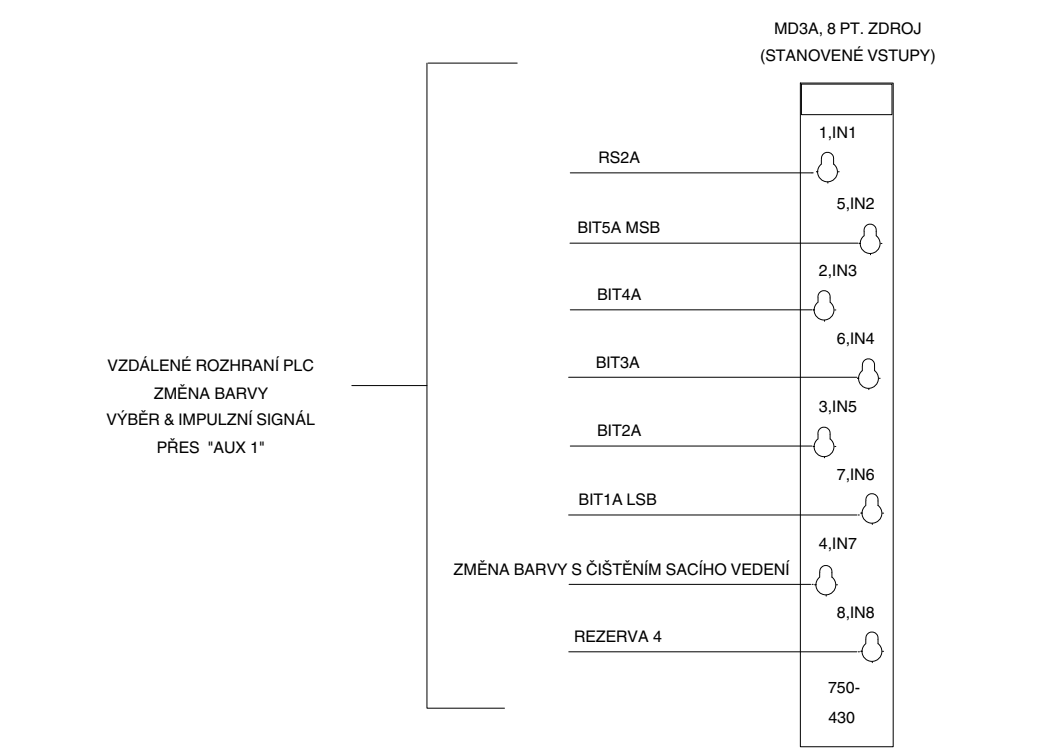 MD3A, 8 PT. ZDROJ
(STANOVENÉ VSTUPY)
1,IN1
RS2A
5,IN2
BIT5A MSB
2,IN3
BIT4A
6,IN4
BIT3A
VZDÁLENÉ ROZHRANÍ PLC
ZMĚNA BARVY
VÝBĚR & IMPULZNÍ SIGNÁL
PŘES "AUX 1"
3,IN5
BIT2A
7,IN6
BIT1A LSB
4,IN7
ZMĚNA BARVY S ČIŠTĚNÍM SACÍHO VEDENÍ
8,IN8
REZERVA 4
750-
430